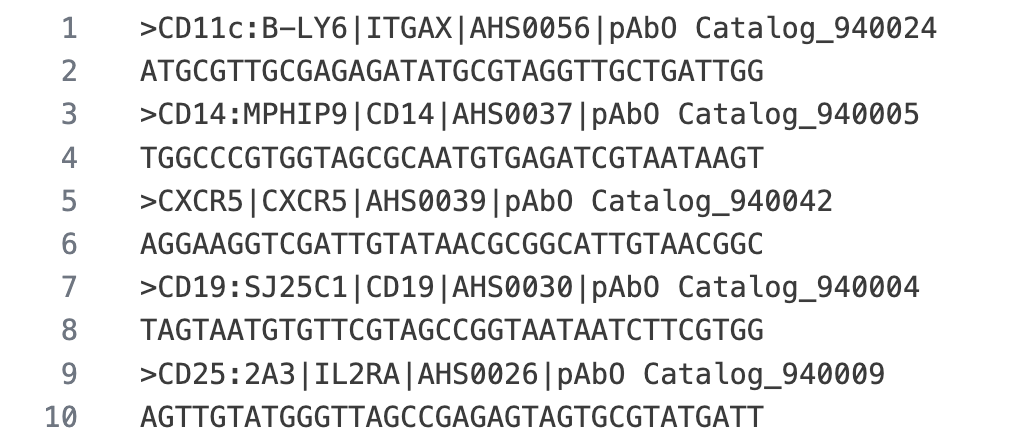 1 >CD11c:B-LY6|ITGAX|AHS0056|pAbO Catalog_940024
2 ATGCGTTGCGAGAGATATGCGTAGGTTGCTGATTGG
3 >CD14:MPHIP9|CD14|AHS0037|pAbO Catalog_940005
4 TGGCCCGTGGTAGCGCAATGTGAGATCGTAATAAGT
5 >CXCR5|CXCR5|AHS0039|pAbO Catalog_940042
6 AGGAAGGTCGATTGTATAACGCGGCATTGTAACGGC
7 >CD19:SJ25C1|CD19|AHS0030|pAbO Catalog_940004
8 TAGTAATGTGTTCGTAGCCGGTAATAATCTTCGTGG
9 >CD25:2A3|IL2RA|AHS0026|pAbO Catalog_940009
10 AGTTGTATGGGTTAGCCGAGAGTAGTGCGTATGATT